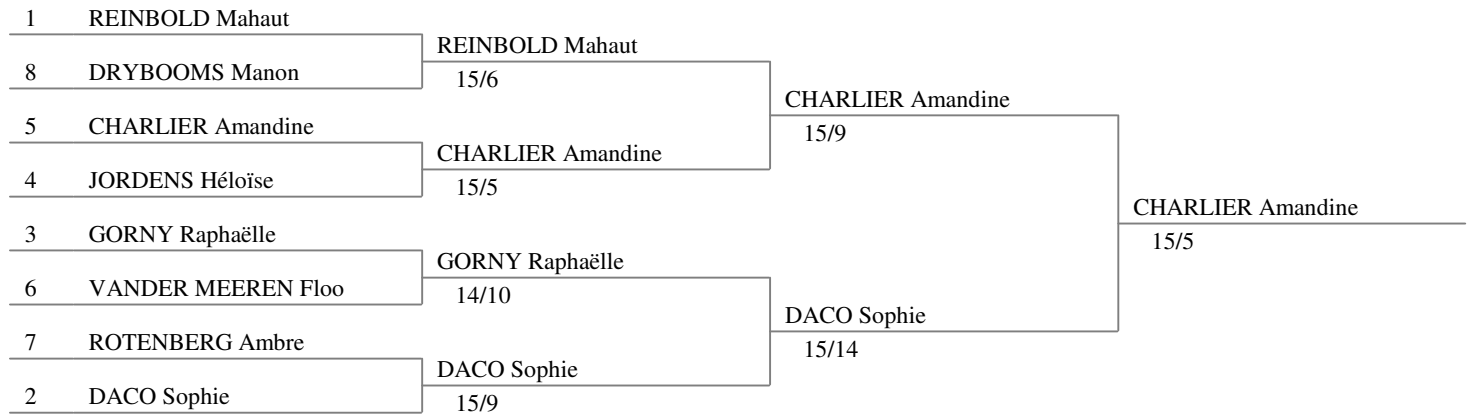 1 REINBOLD Mahaut
REINBOLD Mahaut
8 DRYBOOMS Manon
15/6
CHARLIER Amandine
5 CHARLIER Amandine
15/9
CHARLIER Amandine
4 JORDENS Héloïse
15/5
CHARLIER Amandine
3 GORNY Raphaëlle
15/5
GORNY Raphaëlle
6 VANDER MEEREN Floo
14/10
DACO Sophie
7 ROTENBERG Ambre
15/14
DACO Sophie
2 DACO Sophie
15/9